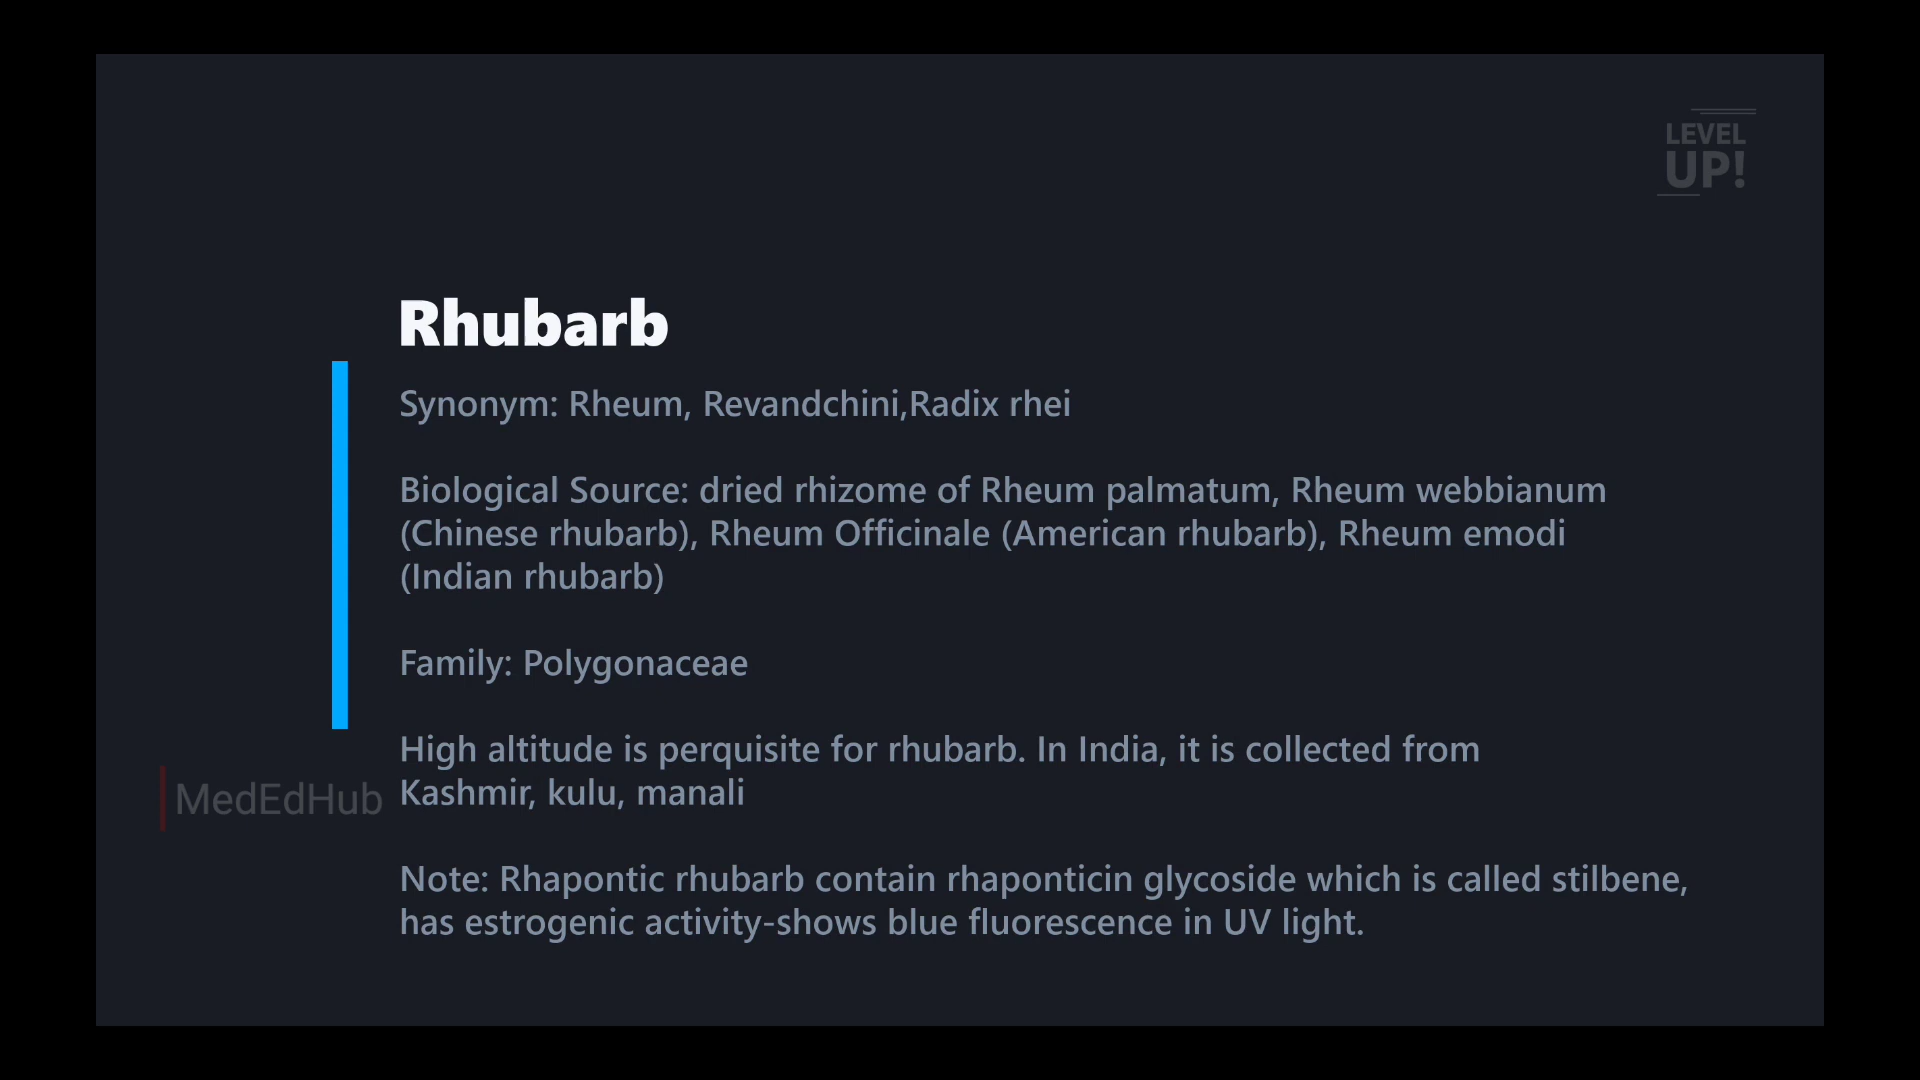 LEVEL
UP!
Rhubarb
Synonym: Rheum, Revandchini,Radix rhei
Biological Source: dried rhizome of Rheum palmatum, Rheum webbianum
(Chinese rhubarb), Rheum Officinale (American rhubarb), Rheum emodi
(Indian rhubarb)
Family: Polygonaceae
High altitude is perquisite for rhubarb. In India, it is collected from
Kashmir, kulu, manali
MedEdHub
Note: Rhapontic rhubarb contain rhaponticin glycoside which is called stilbene,
has estrogenic activity-shows blue fluorescence in UV light.